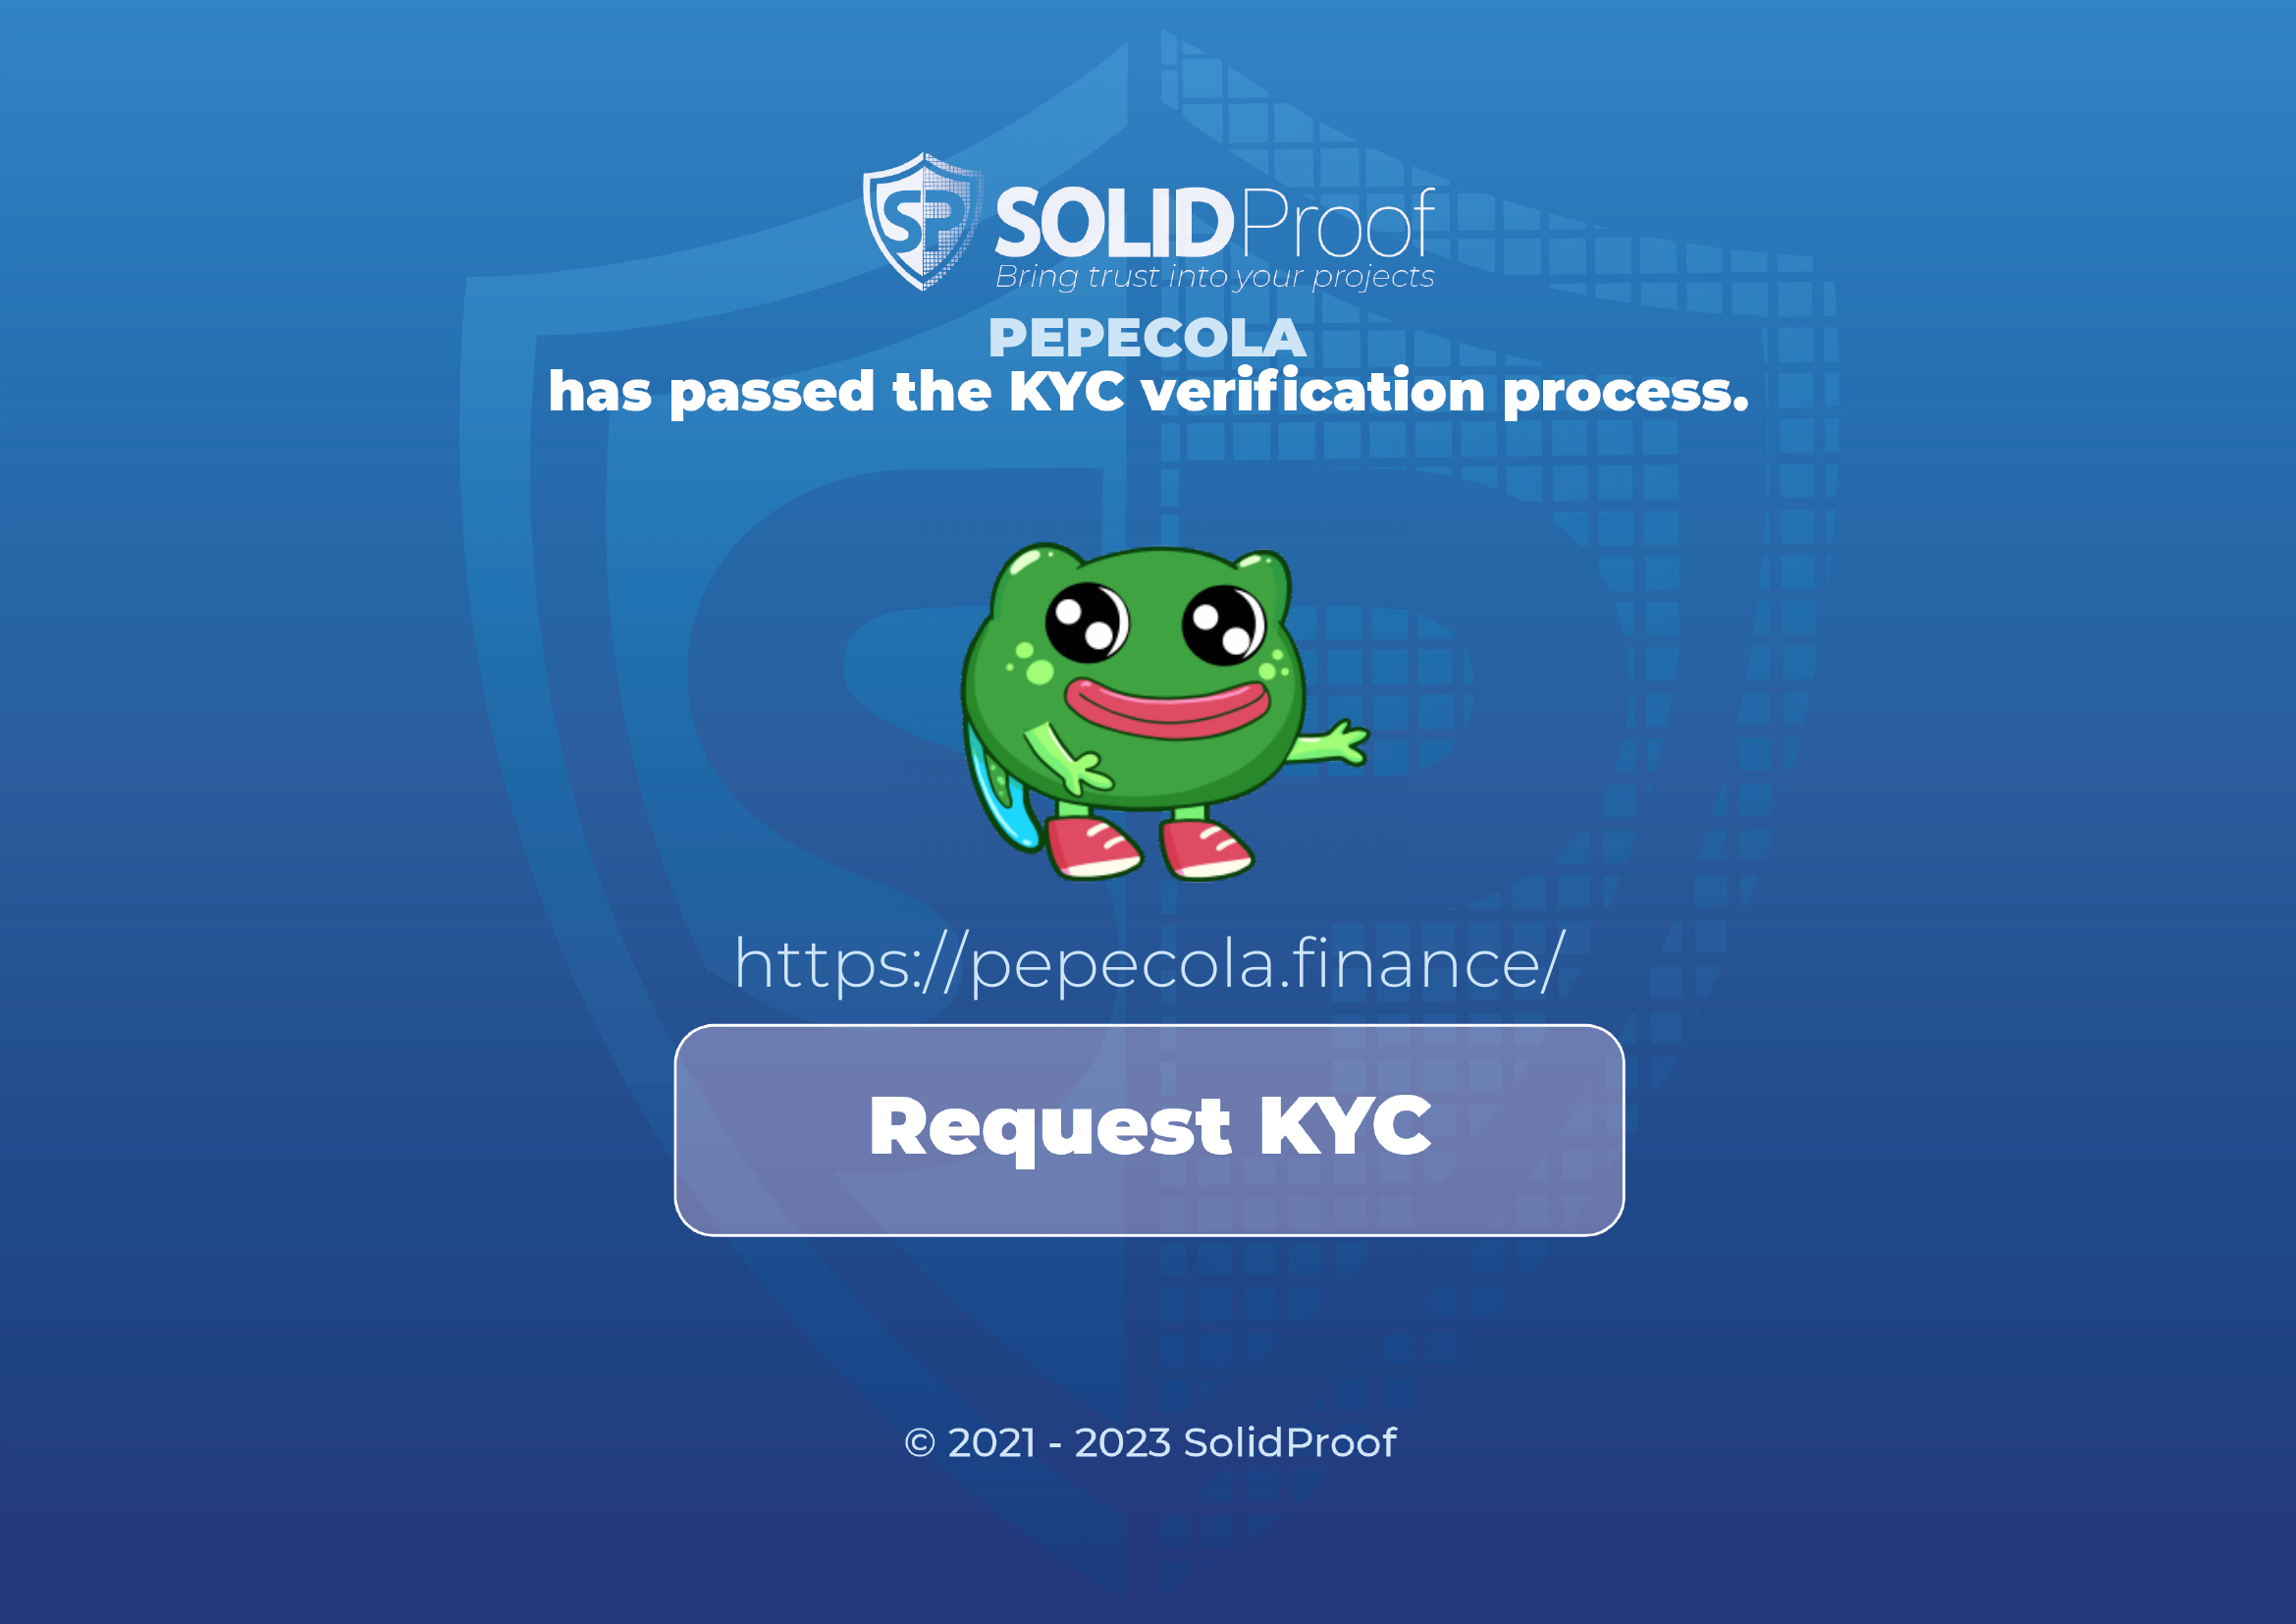 SP
SOLIDProof
Bring trust into your projects
PEPECOLA
has passed the KYC verification process.
https://pepecola.finance/
Request KYC
© 2021 - 2023 SolidProof